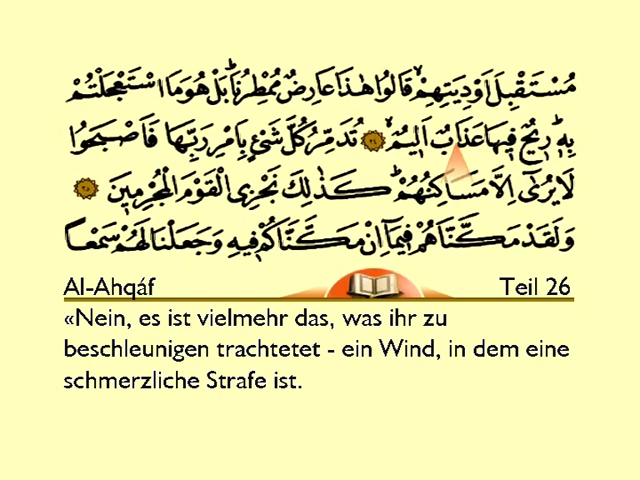 مُسْتَقْبِلَ أَوْدِيَتِهِمْ ۙ قَالُوا هٰذَا عَارِضٌ مُمْطِرُنَا ۚ بَلْ هُوَ مَا اسْتَعْجَلْتُمْ
بِهٖ ۖ رِيحٌ فِيهَا عَذَابٌ أَلِيمٌ ۙ ﴿٢٤﴾ تُدَمِّرُ كُلَّ شَيْءٍ بِأَمْرِ رَبِّهَا فَأَصْبَحُوا
لَا يُرٰى إِلَّا مَسَاكِنُهُمْ ۚ كَذٰلِكَ نَجْزِي الْقَوْمَ الْمُجْرِمِينَ ﴿٢٥﴾
وَلَقَدْ مَكَّنَّاهُمْ فِيمَا إِنْ مَكَّنَّاكُمْ فِيهِ وَجَعَلْنَا لَهُمْ سَمْعًا
Al-Ahqáf Teil 26
«Nein, es ist vielmehr das, was ihr zu
beschleunigen trachtetet - ein Wind, in dem eine
schmerzliche Strafe ist.